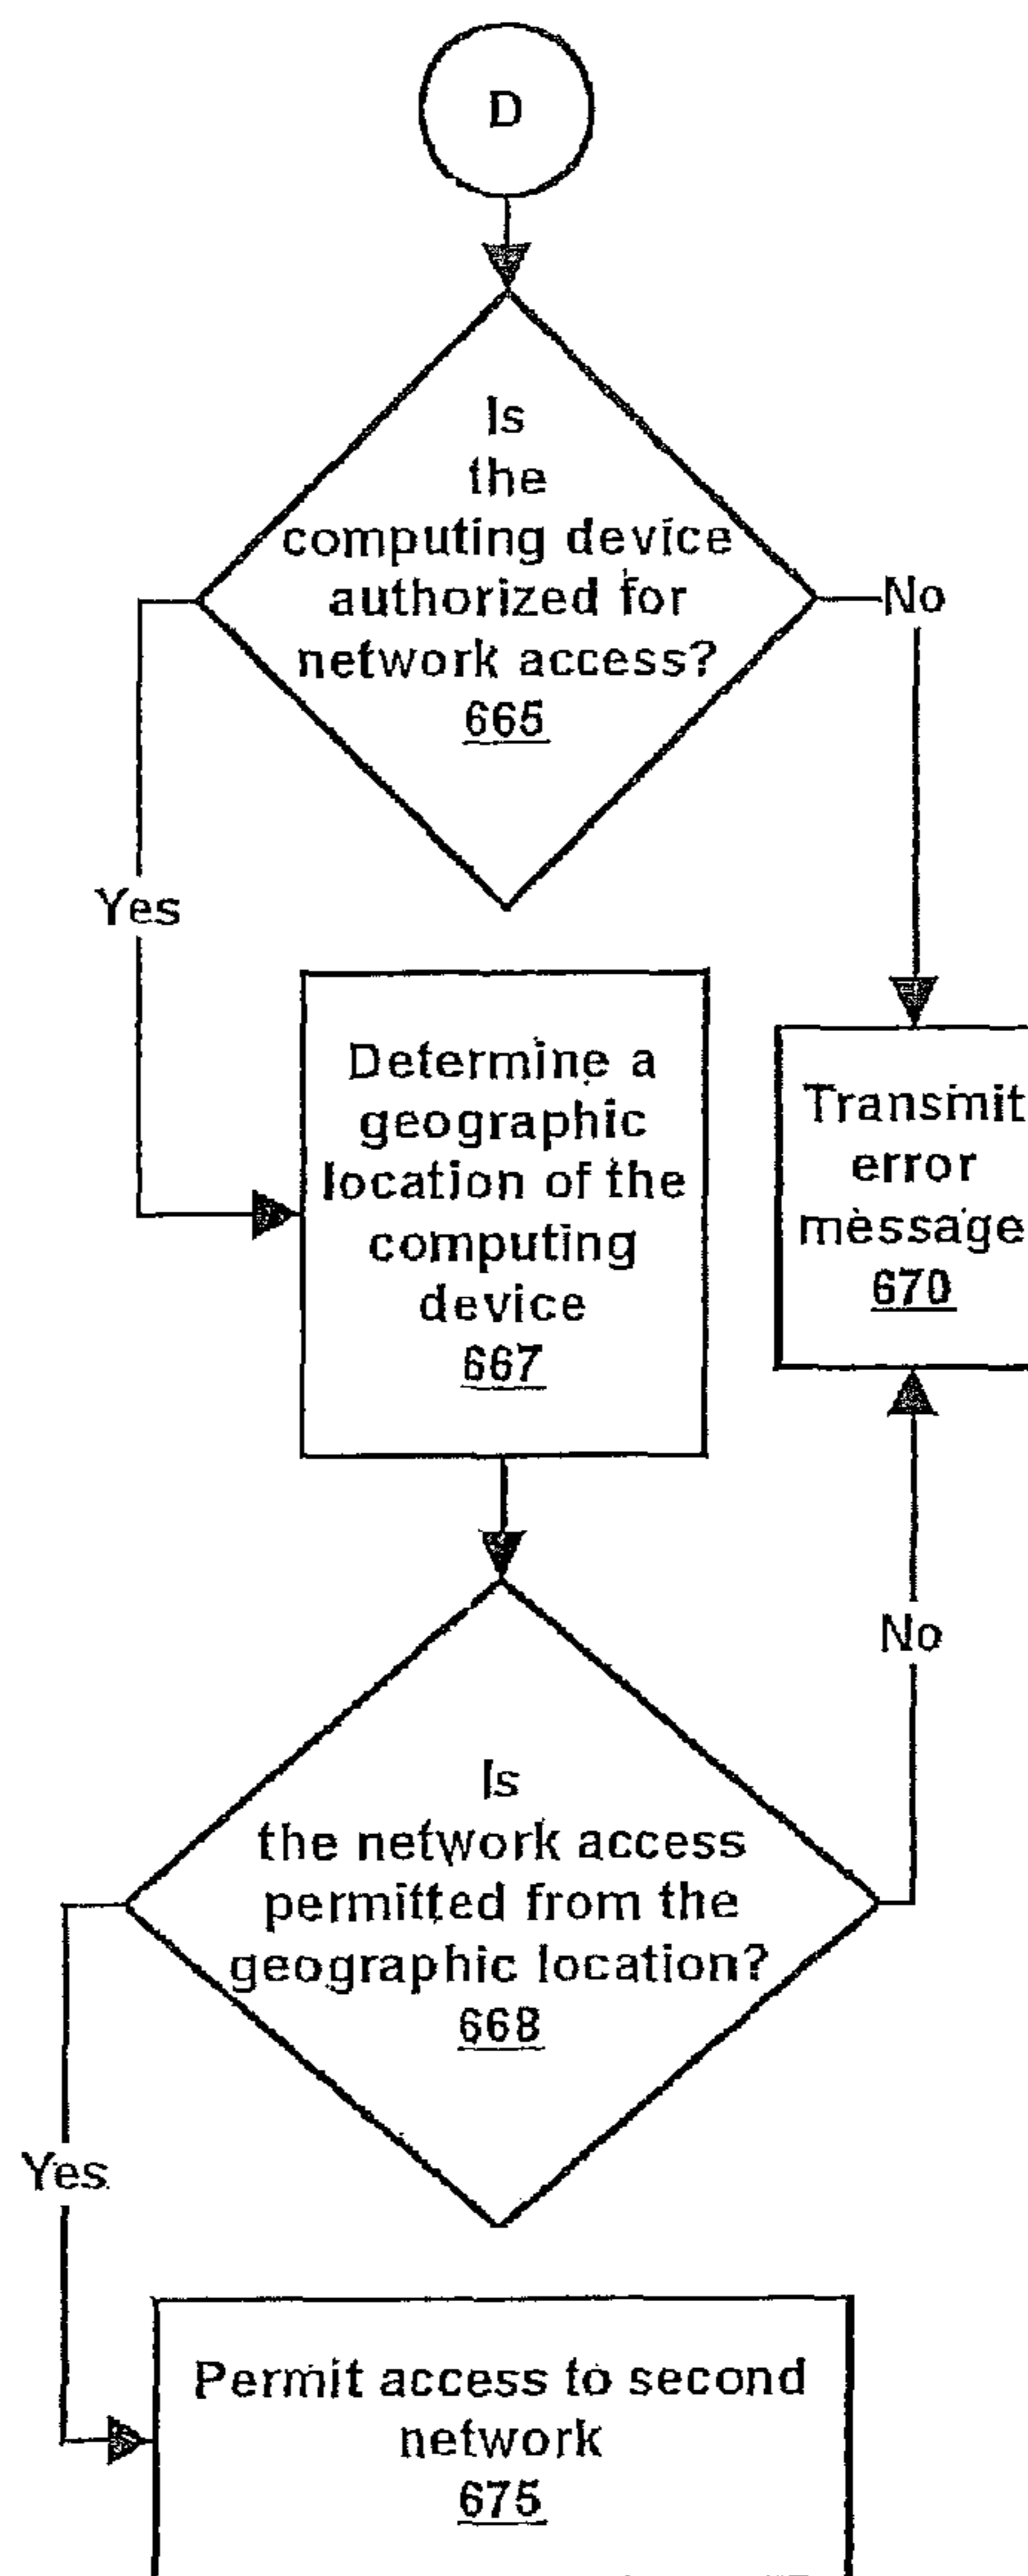 D
Is
the
computing device
authorized for
network access?
665
No
Yes
Determine a
geographic
location of the
computing
device
667
Transmit
error
message
670
No
Is
the network access
permitted from the
geographic location?
668
Yes
Permit access to second
network
675